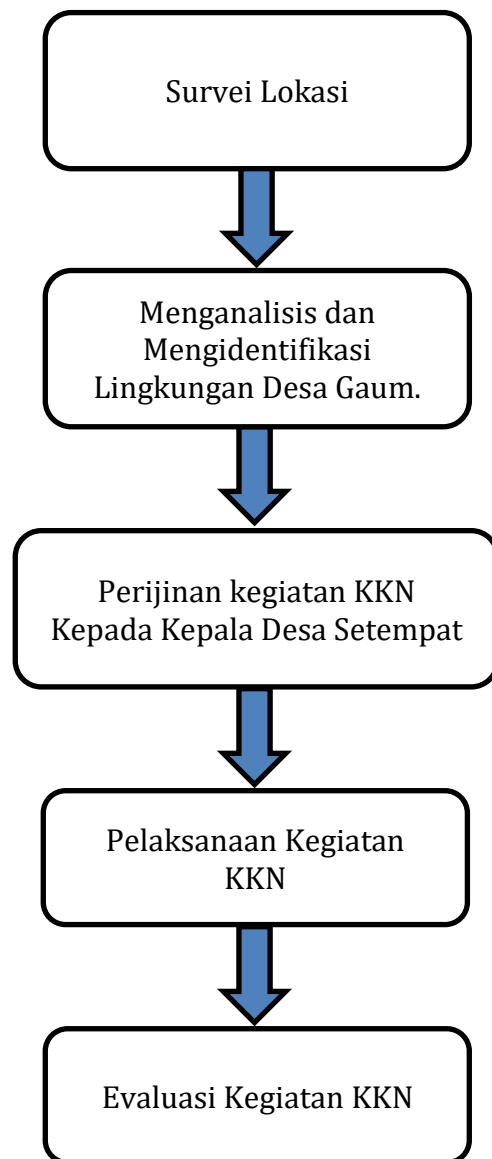 Survei Lokasi
Menganalisis dan
Mengidentifikasi
Lingkungan Desa Gaum.
Perijinan kegiatan KKN
Kepada Kepala Desa Setempat
Pelaksanaan Kegiatan
KKN
Evaluasi Kegiatan KKN